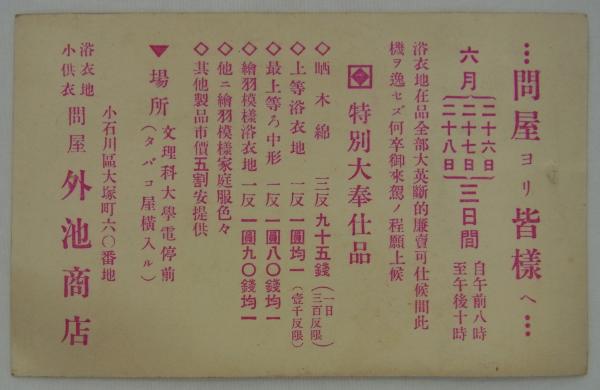 …問屋ヨリ皆樣へ…
六月 二十六日 二十七日 二十八日 三日間 自午前八時 至午後十時
浴衣地在品全部大英斷的廉賣可仕候間此
機ヲ逸セズ何卒御來駕ノ程願上候
特別大奉仕品
◇晒木綿 三反九十五錢(一日三百反限)
◇上等浴衣地 一反一圓均一(壹千反限)
◇最上等ろ中形 一反一圓八〇錢均一
◇繪羽模樣浴衣地 一反一圓九〇錢均一
◇他ニ繪羽模樣家庭服色々
◇其他製品市價五割安提供
▼場所 文理科大學電停前
(タバコ屋横入ル)
小石川區大塚町六〇番地
浴衣地 小供衣 問屋 外池商店